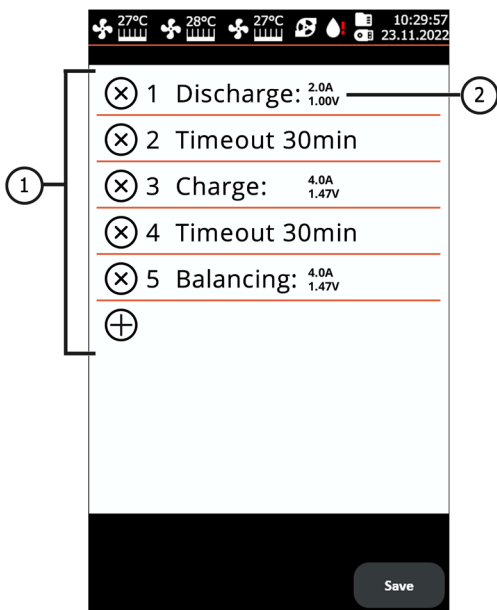 27°C 28°C 27°C 10:29:57
23.11.2022
1 Discharge: 2.0A
1.00V
2
2 Timeout 30min
1
3 Charge: 4.0A
1.47V
4 Timeout 30min
5 Balancing: 4.0A
1.47V
Save